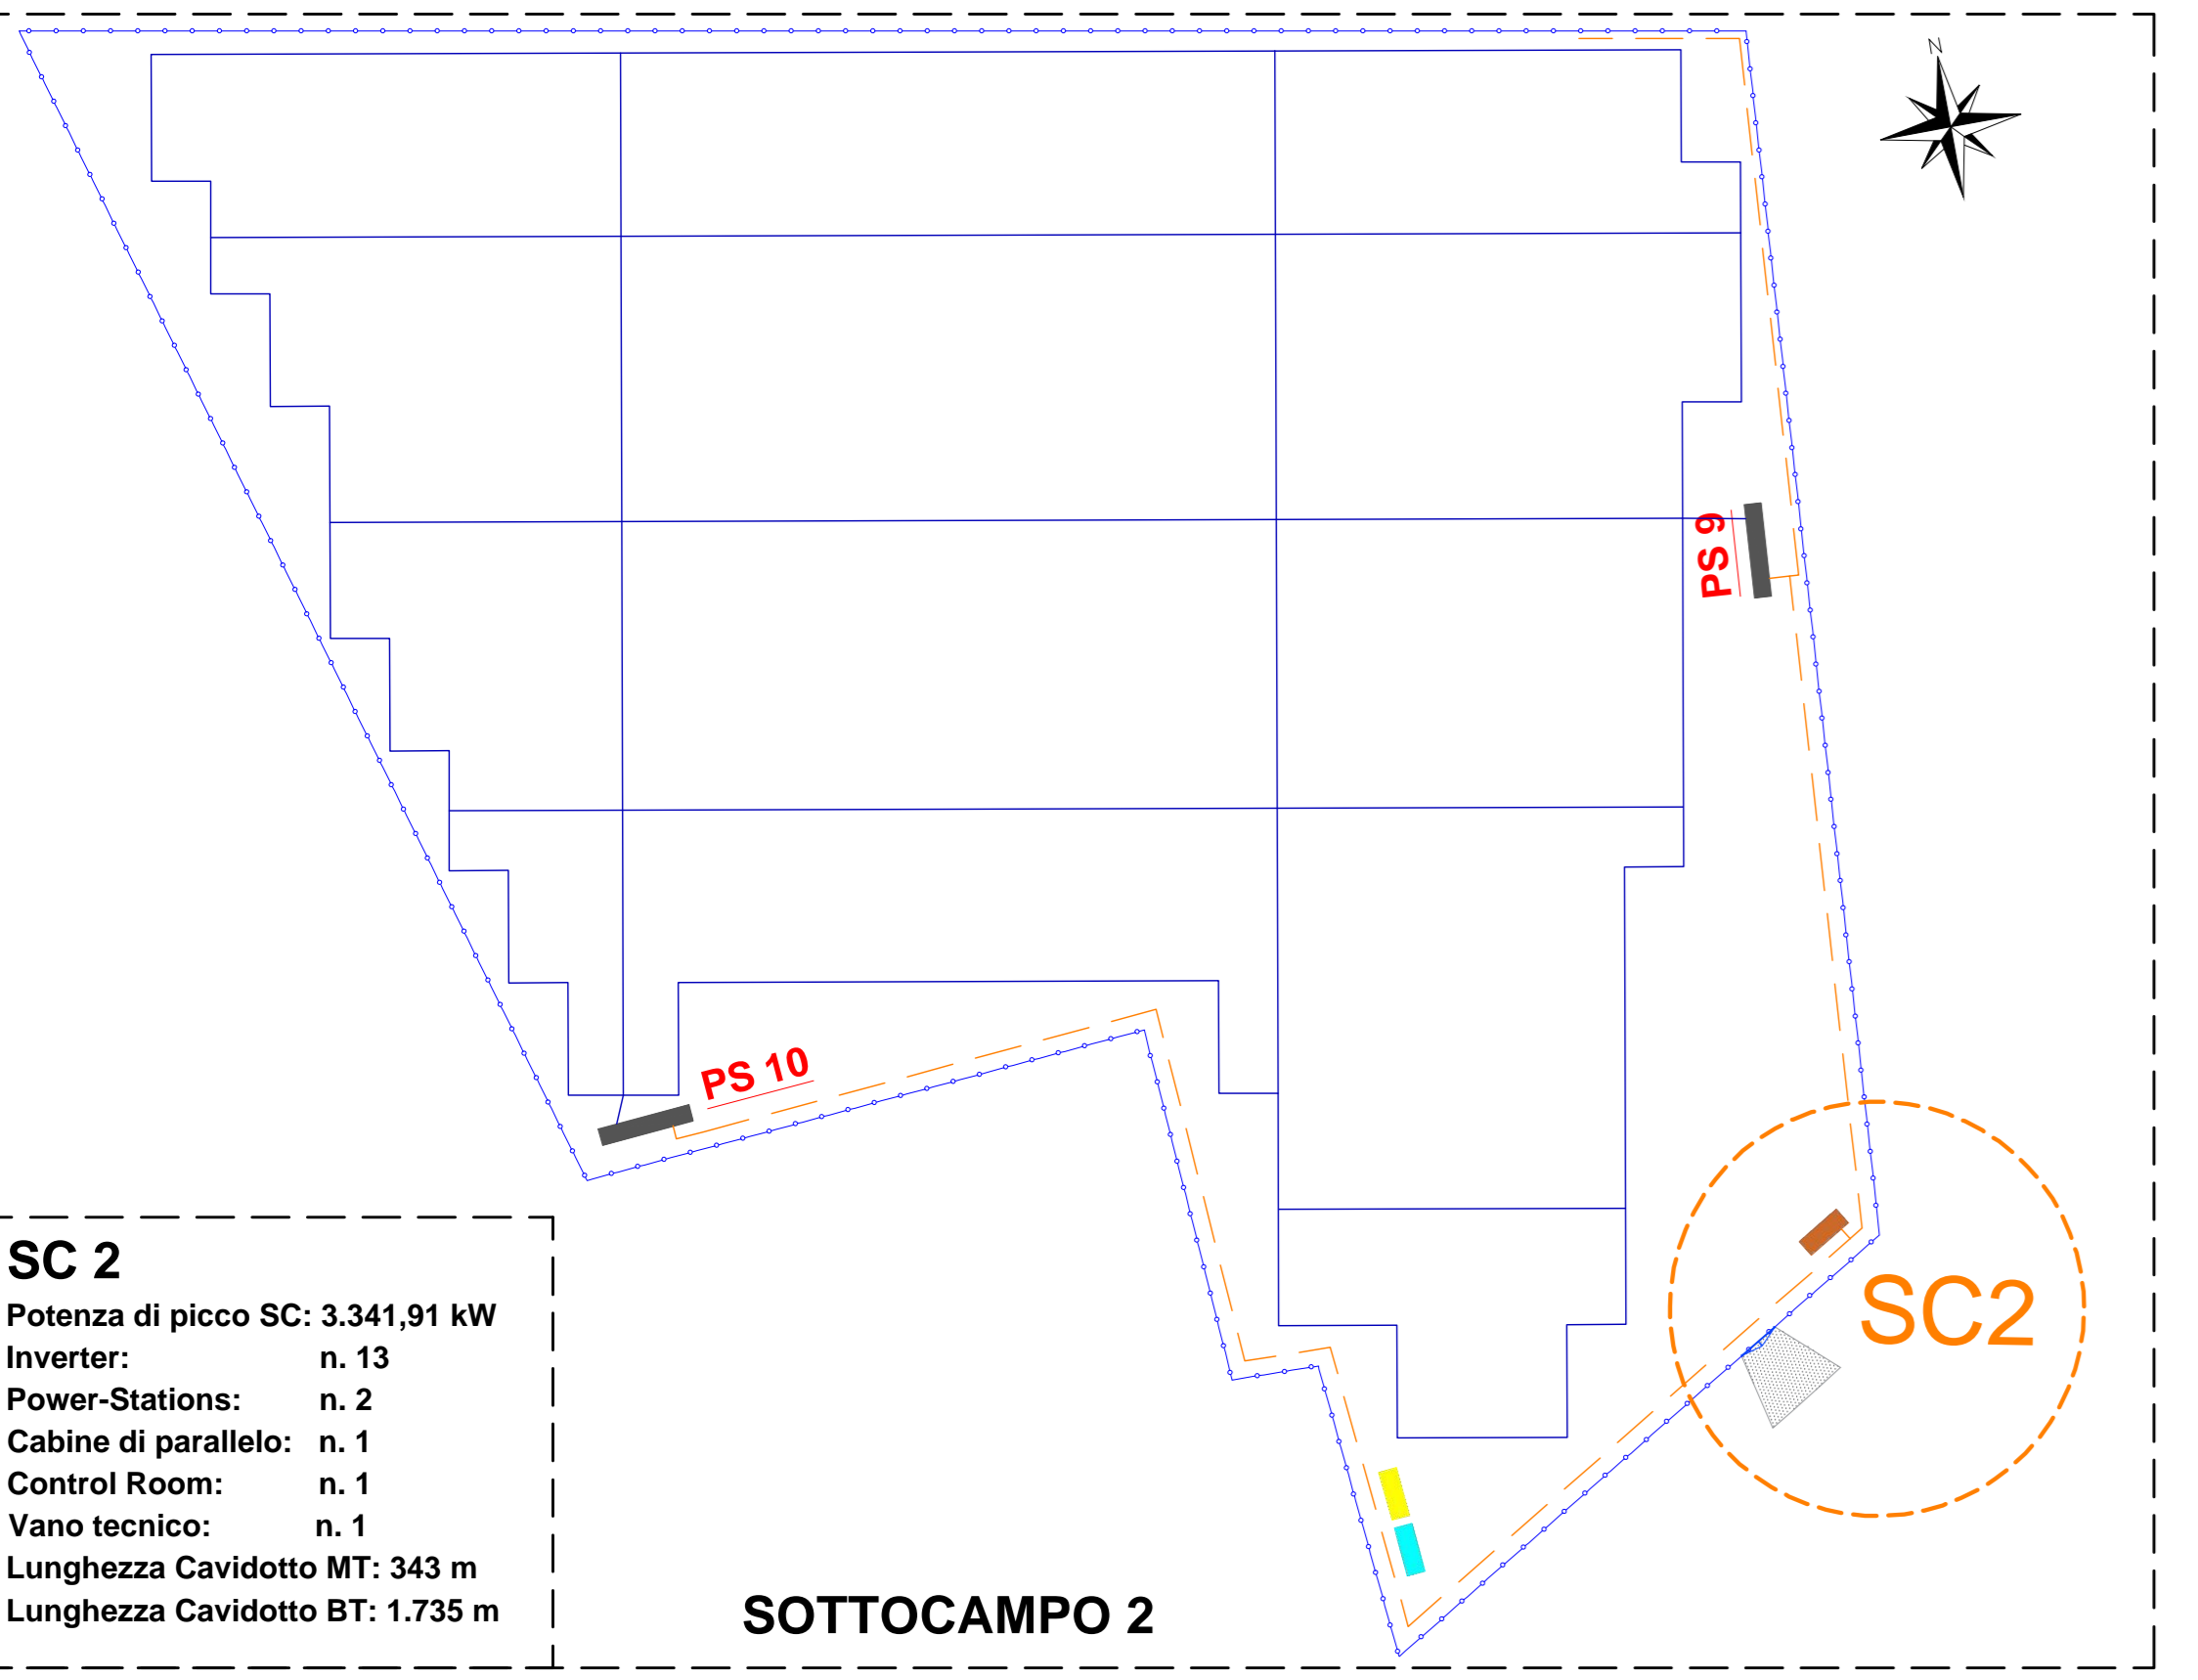 N
PS 9
PS 10
SC2
SC 2
Potenza di picco SC: 3.341,91 kW
Inverter: n. 13
Power-Stations: n. 2
Cabine di parallelo: n. 1
Control Room: n. 1
Vano tecnico: n. 1
Lunghezza Cavidotto MT: 343 m
Lunghezza Cavidotto BT: 1.735 m
SOTTOCAMPO 2